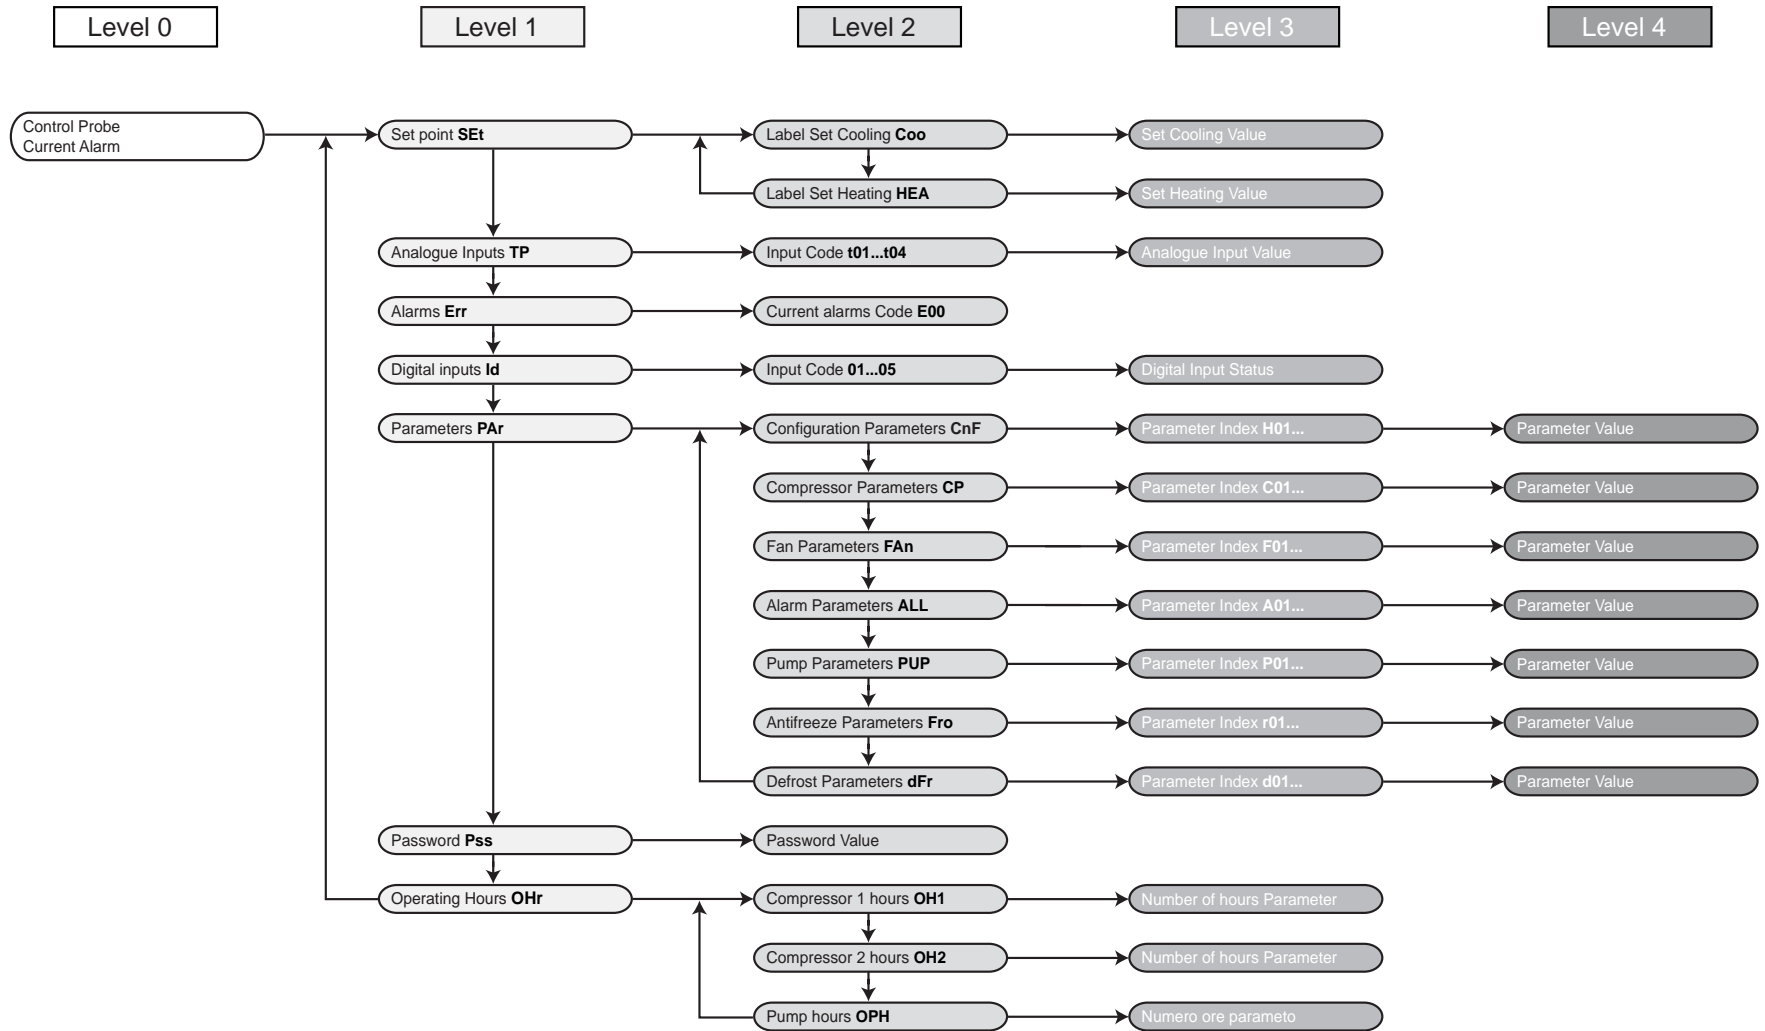 Level 0
Level 1
Level 2
Level 3
Level 4
Control Probe
Current Alarm
Set point SEt
Label Set Cooling Coo
Set Cooling Value
Label Set Heating HEA
Set Heating Value
Analogue Inputs TP
Input Code t01...t04
Analogue Input Value
Alarms Err
Current alarms Code E00
Digital inputs Id
Input Code 01...05
Digital Input Status
Parameters PAr
Configuration Parameters CnF
Parameter Index H01...
Parameter Value
Compressor Parameters CP
Parameter Index C01...
Parameter Value
Fan Parameters FAn
Parameter Index F01...
Parameter Value
Alarm Parameters ALL
Parameter Index A01...
Parameter Value
Pump Parameters PUP
Parameter Index P01...
Parameter Value
Antifreeze Parameters Fro
Parameter Index r01...
Parameter Value
Defrost Parameters dFr
Parameter Index d01...
Parameter Value
Password Pss
Password Value
Operating Hours OHr
Compressor 1 hours OH1
Number of hours Parameter
Compressor 2 hours OH2
Number of hours Parameter
Pump hours OPH
Numero ore parameto